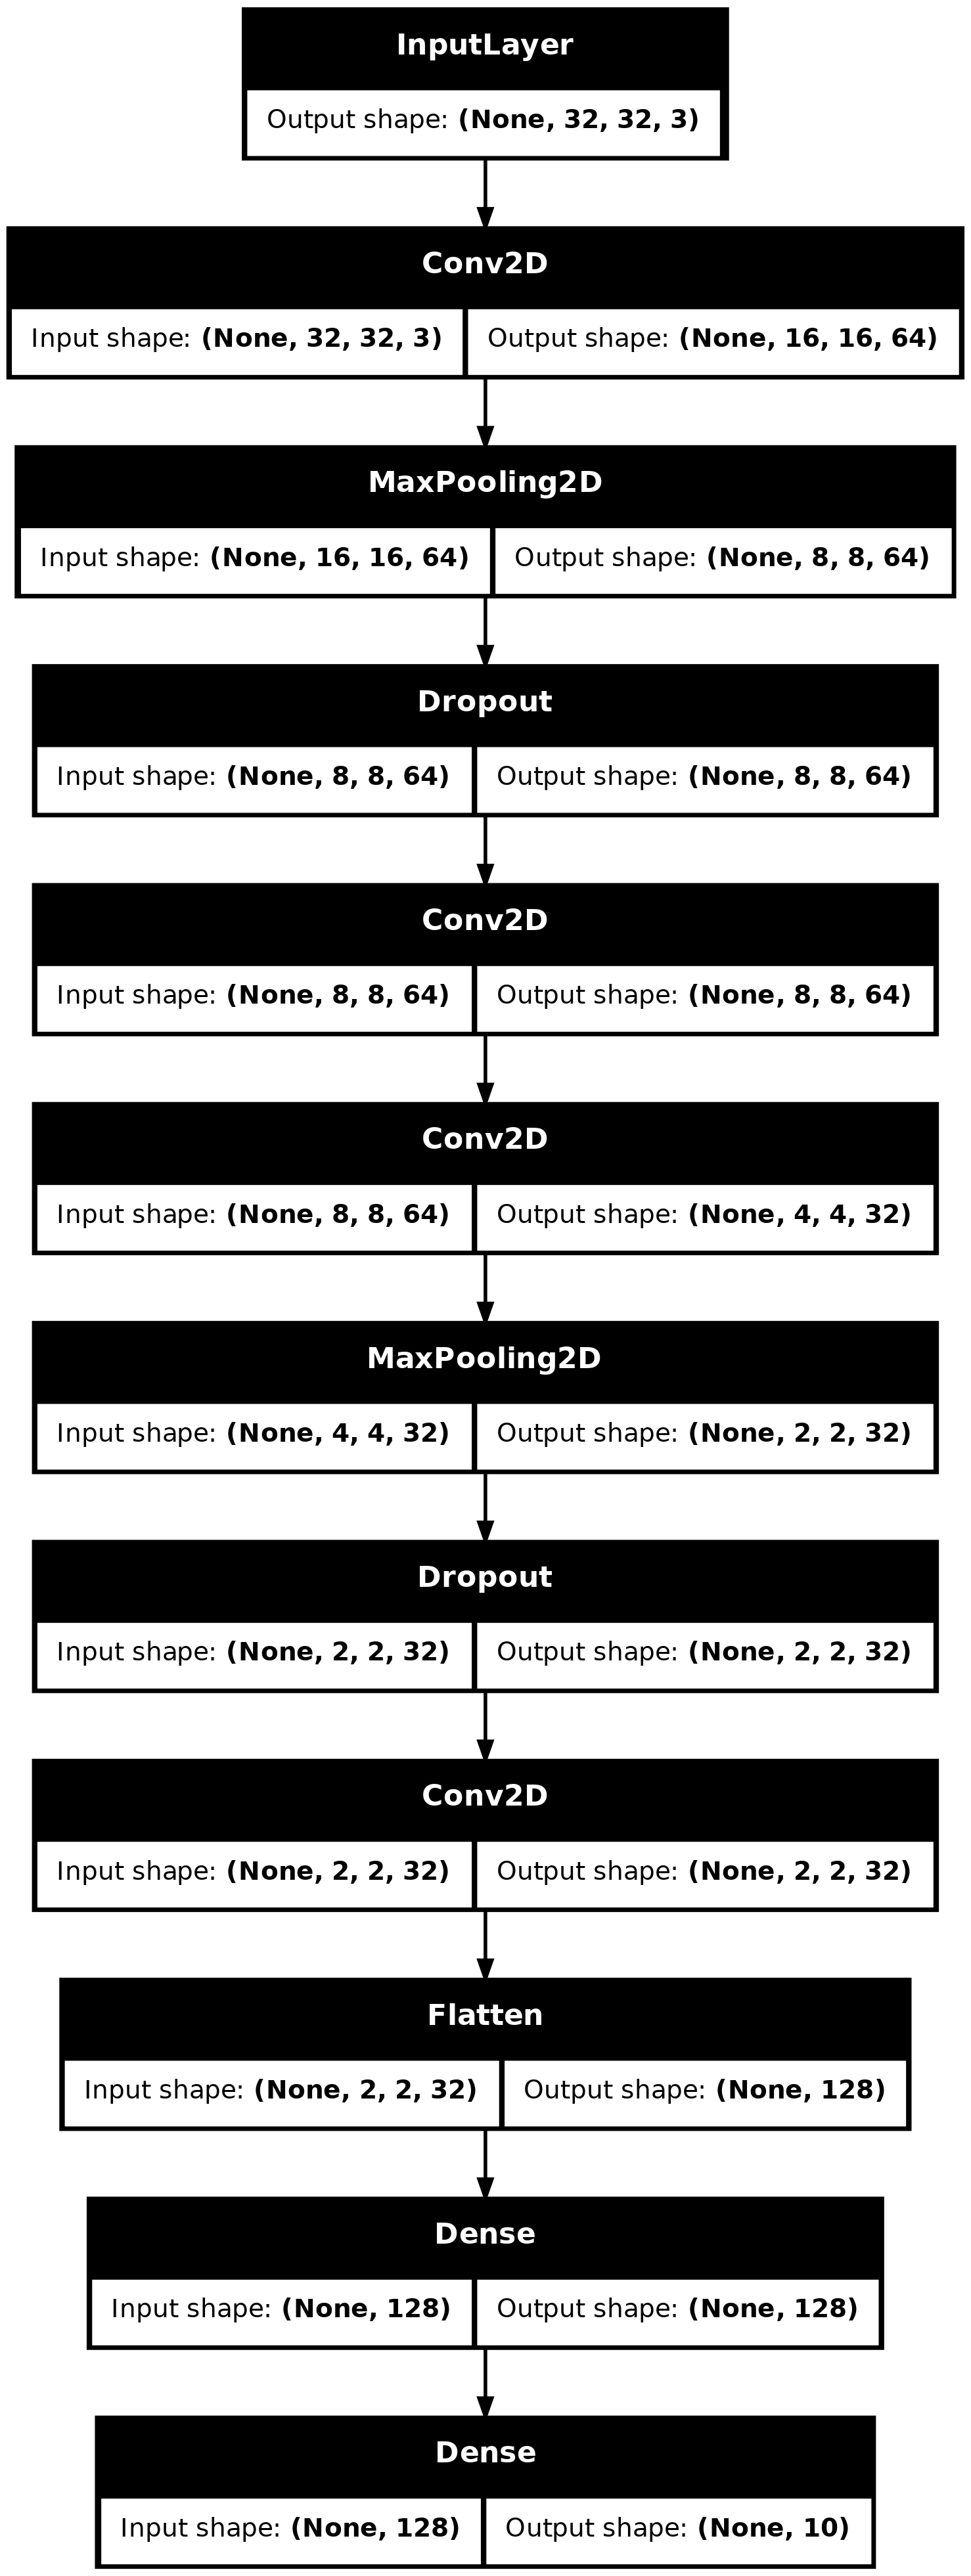 InputLayer
Output shape: (None, 32, 32, 3)
Conv2D
Input shape: (None, 32, 32, 3) Output shape: (None, 16, 16, 64)
MaxPooling2D
Input shape: (None, 16, 16, 64) Output shape: (None, 8, 8, 64)
Dropout
Input shape: (None, 8, 8, 64) Output shape: (None, 8, 8, 64)
Conv2D
Input shape: (None, 8, 8, 64) Output shape: (None, 8, 8, 64)
Conv2D
Input shape: (None, 8, 8, 64) Output shape: (None, 4, 4, 32)
MaxPooling2D
Input shape: (None, 4, 4, 32) Output shape: (None, 2, 2, 32)
Dropout
Input shape: (None, 2, 2, 32) Output shape: (None, 2, 2, 32)
Conv2D
Input shape: (None, 2, 2, 32) Output shape: (None, 2, 2, 32)
Flatten
Input shape: (None, 2, 2, 32) Output shape: (None, 128)
Dense
Input shape: (None, 128) Output shape: (None, 128)
Dense
Input shape: (None, 128) Output shape: (None, 10)